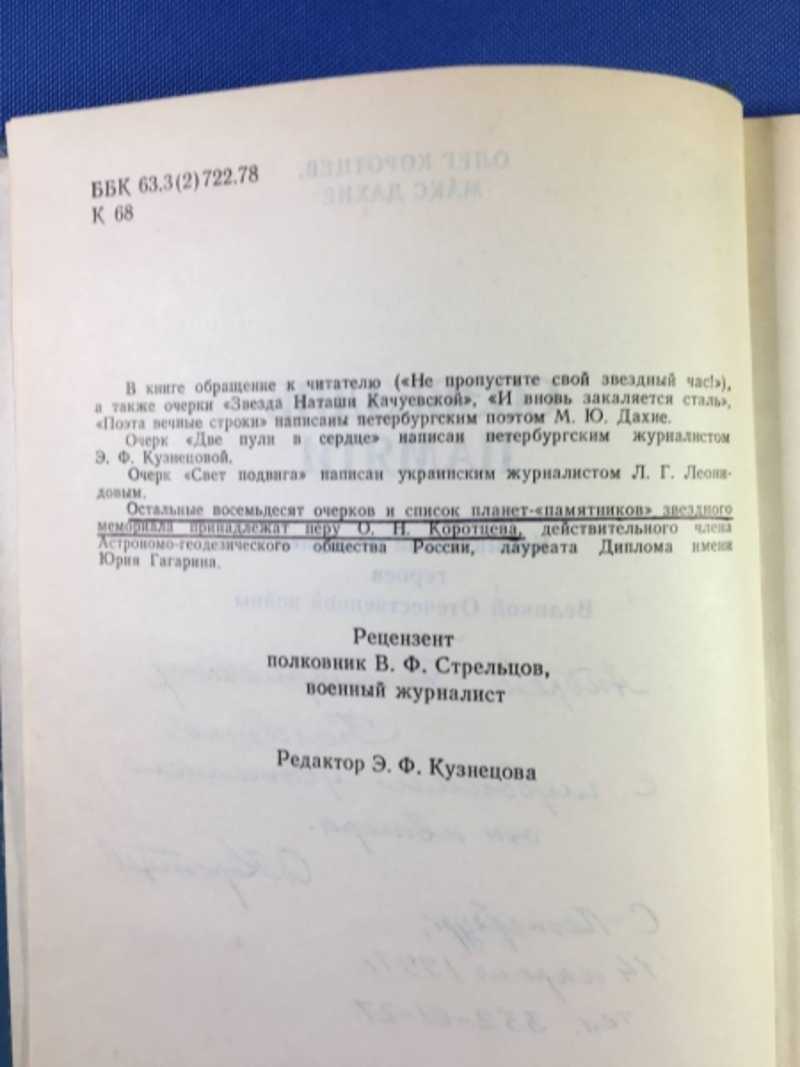 ББК 63.3(2)722.78
К 68
В книге обращение к читателю («Не пропустите свой звездный час!»),
а также очерки «Звезда Наташи Качуевской», «И вновь закаляется сталь»,
«Поэта вечные строки» написаны петербургским поэтом М. Ю. Дахие.
Очерк «Две пули в сердце» написан петербургским журналистом
Э. Ф. Кузнецовой.
Очерк «Свет подвига» написан украинским журналистом Л. Г. Леони-
довым.
Остальные восемьдесят очерков и список планет-«памятников» звездного
мемориала принадлежат перу О. Н. Коротцева, действительного члена
Астрономо-геодезического общества России, лауреата Диплома имени
Юрия Гагарина.
Рецензент
полковник В. Ф. Стрельцов,
военный журналист
Редактор Э. Ф. Кузнецова